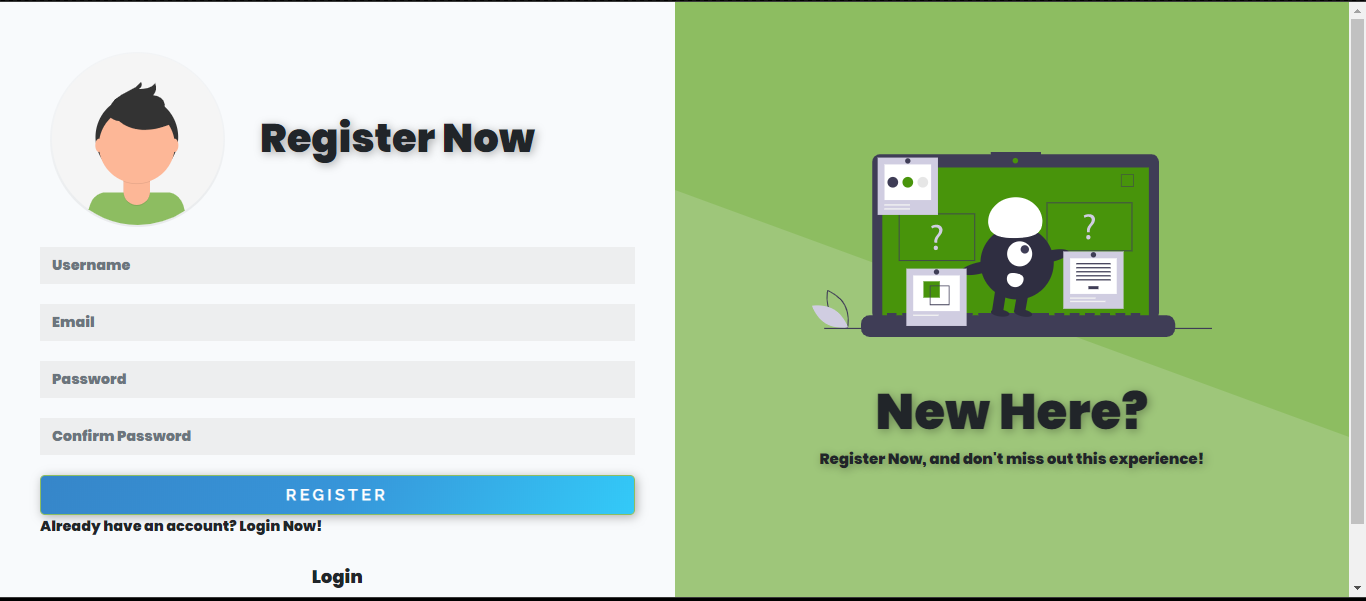 Register Now
Username
Email
Password
Confirm Password
REGISTER
Already have an account? Login Now!
Login
?
?
New Here?
Register Now, and don't miss out this experience!